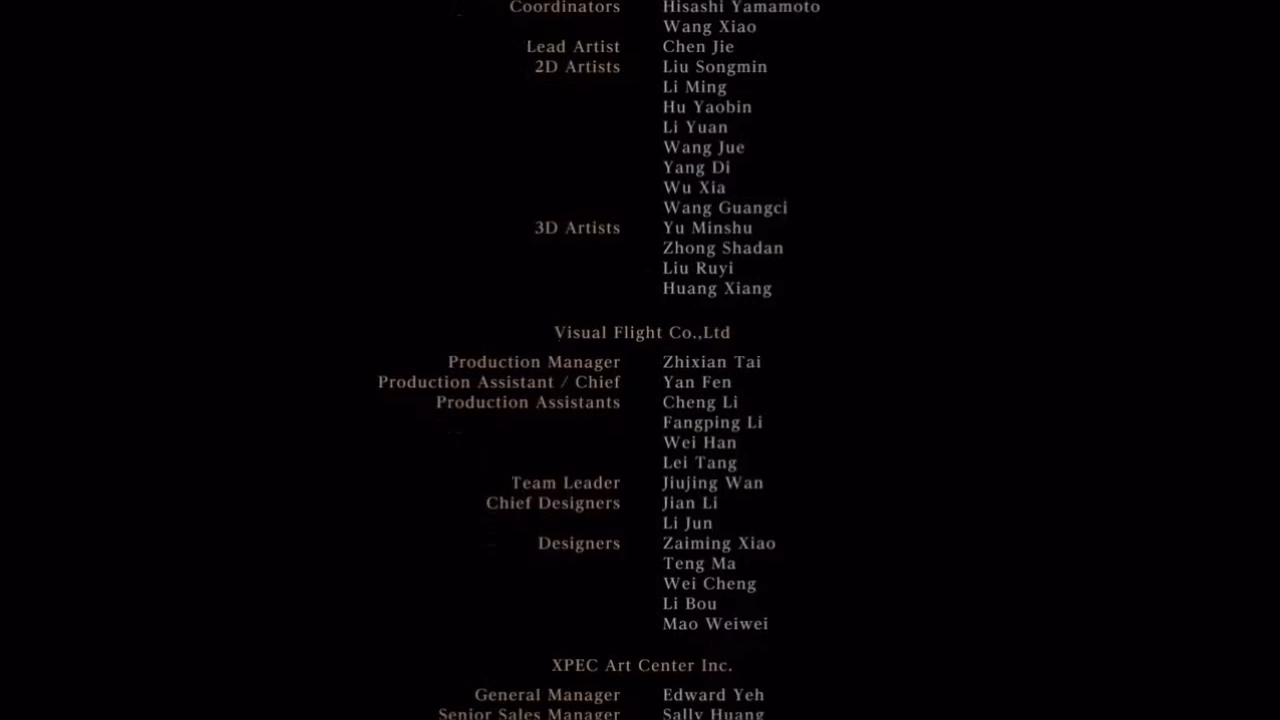 Coordinators Hisashi Yamamoto
Wang Xiao
Lead Artist Chen Jie
2D Artists Liu Songmin
Li Ming
Hu Yaobin
Li Yuan
Wang Jue
Yang Di
Wu Xia
Wang Guangci
3D Artists Yu Minshu
Zhong Shadan
Liu Ruyi
Huang Xiang
Visual Flight Co.,Ltd
Production Manager Zhixian Tai
Production Assistant / Chief Yan Fen
Production Assistants Cheng Li
Fangping Li
Wei Han
Lei Tang
Team Leader Jiujing Wan
Chief Designers Jian Li
Li Jun
Designers Zaiming Xiao
Teng Ma
Wei Cheng
Li Bou
Mao Weiwei
XPEC Art Center Inc.
General Manager Edward Yeh
Senior Sales Manager Sally Huang